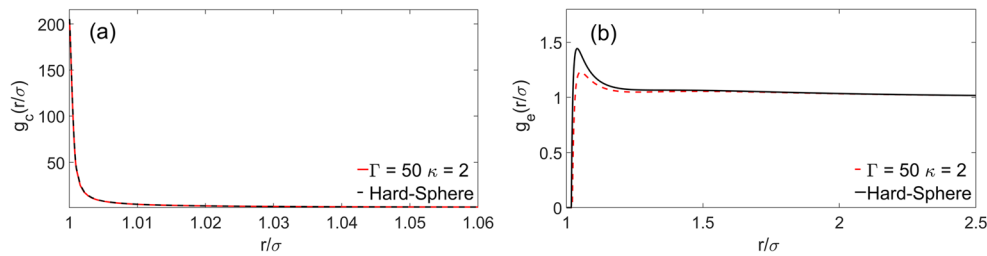 (a)
200
150
100
50
1
1.01
1.02
1.03
1.04
1.05
1.06
g_c(r/σ)
r/σ
Γ = 50 κ = 2
Hard-Sphere
(b)
1.5
1
0.5
0
1
1.5
2
2.5
g_e(r/σ)
r/σ
Γ = 50 κ = 2
Hard-Sphere